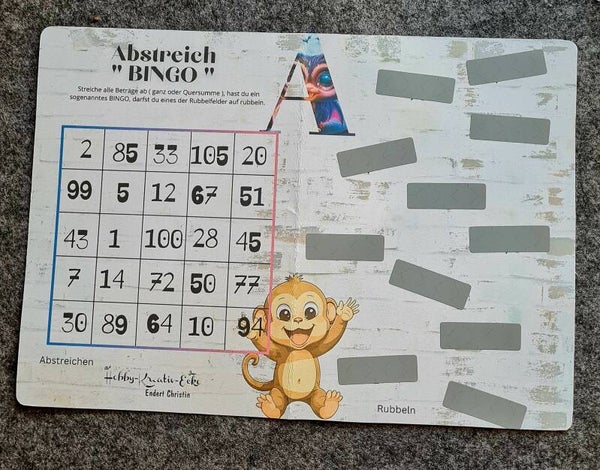 Abstreich
" BINGO "
Streiche alle Beträge ab ( ganz oder Quersumme ), hast du ein
sogenanntes BINGO, darfst du eines der Rubbelfelder auf rubbeln.
A
2 85 33 105 20
99 5 12 67 51
43 1 100 28 45
7 14 72 50 77
30 89 64 10 94
Abstreichen
Hobby-Kreativ-Ecke
Endert Christin
Rubbeln